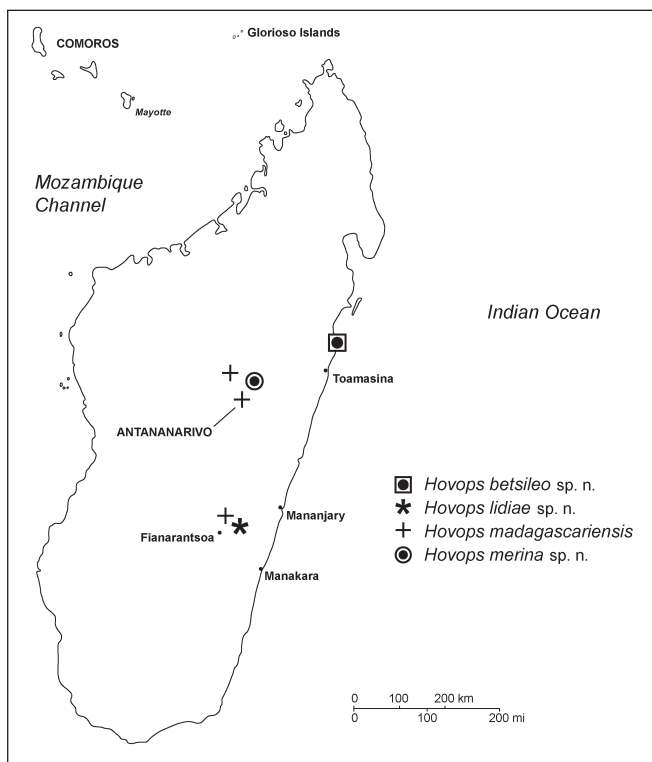 COMOROS
Glorioso Islands
Mayotte
Mozambique
Channel
Indian Ocean
Toamasina
ANTANANARIVO
Hovops betsileo sp. n.
Hovops lidiae sp. n.
Hovops madagascariensis
Hovops merina sp. n.
Mananjary
Fianarantsoa
Manakara
0 100 200 km
0 100 200 mi